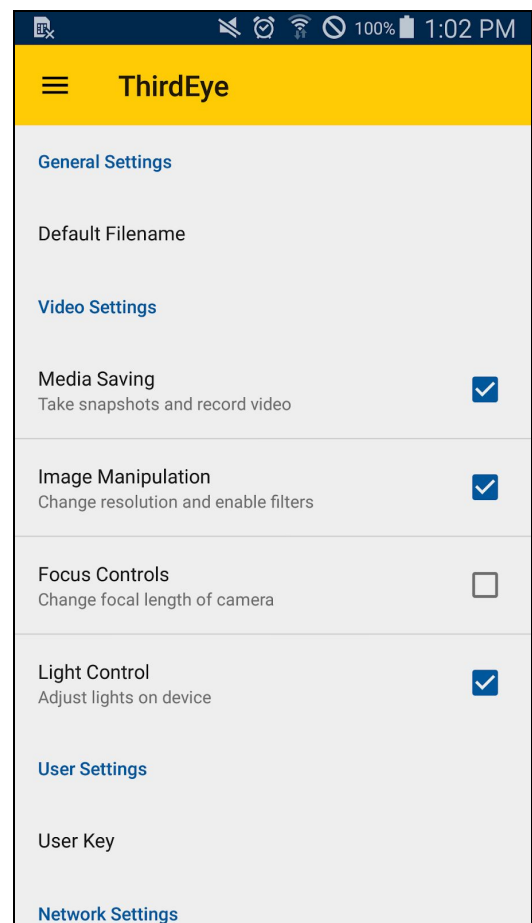 100% 1:02 PM
ThirdEye
General Settings
Default Filename
Video Settings
Media Saving
Take snapshots and record video
Image Manipulation
Change resolution and enable filters
Focus Controls
Change focal length of camera
Light Control
Adjust lights on device
User Settings
User Key
Network Settings